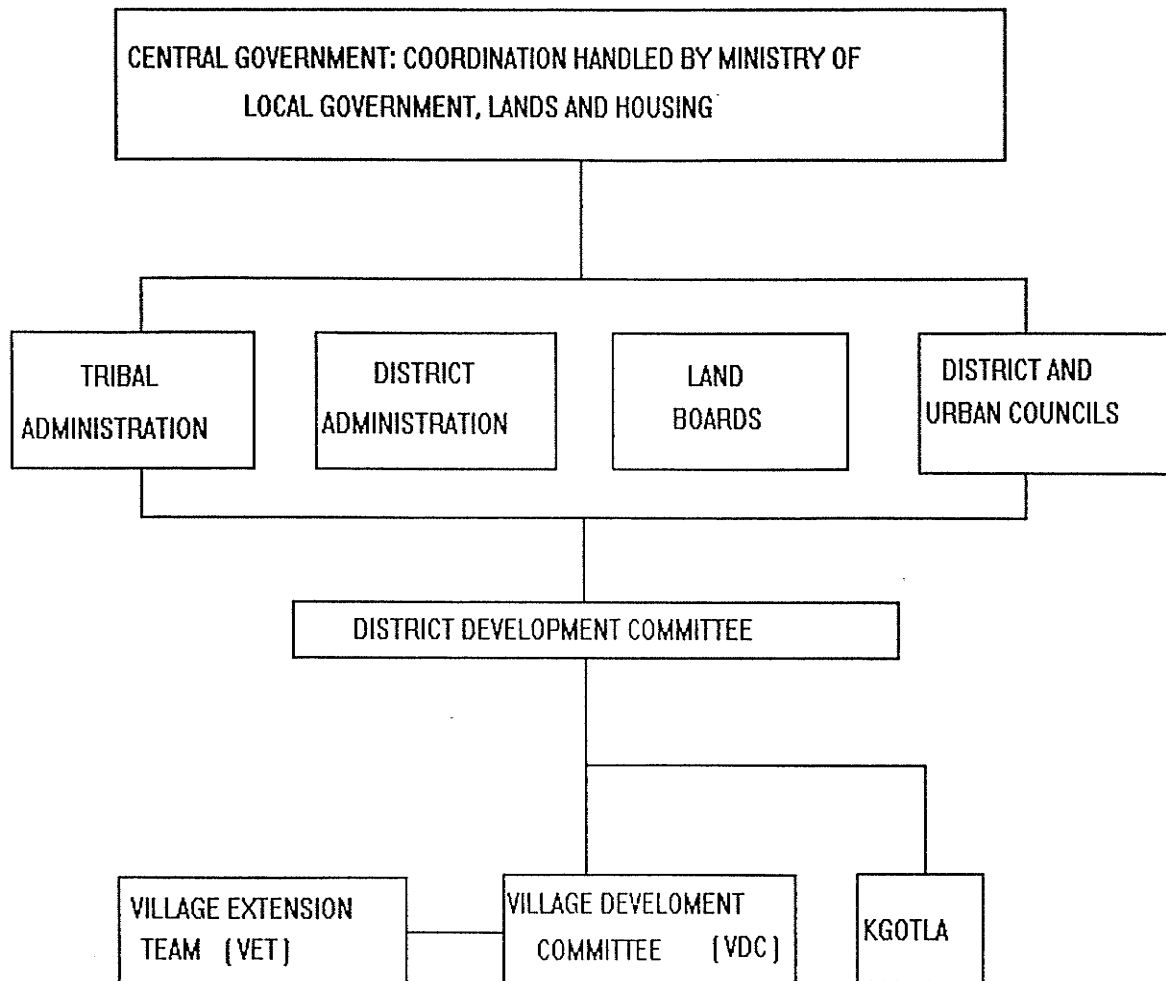 CENTRAL GOVERNMENT: COORDINATION HANDLED BY MINISTRY OF
LOCAL GOVERNMENT, LANDS AND HOUSING
TRIBAL
ADMINISTRATION
DISTRICT
ADMINISTRATION
LAND
BOARDS
DISTRICT AND
URBAN COUNCILS
DISTRICT DEVELOPMENT COMMITTEE
VILLAGE EXTENSION
TEAM (VET)
VILLAGE DEVELOMENT
COMMITTEE (VDC)
KGOTLA